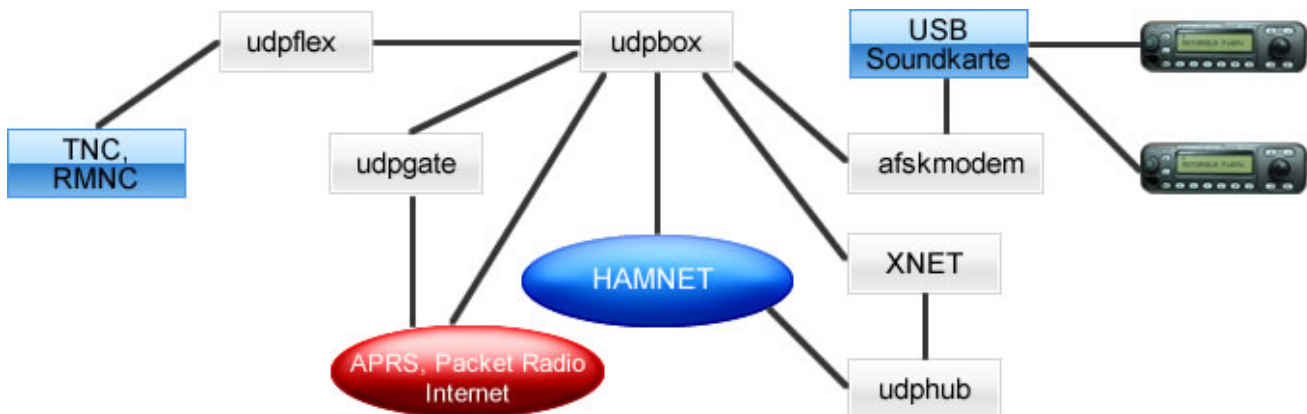 udpflex
udpbox
USB
Soundkarte
TNC,
RMNC
udpgate
afskmodem
HAMNET
XNET
APRS, Packet Radio
Internet
udphub